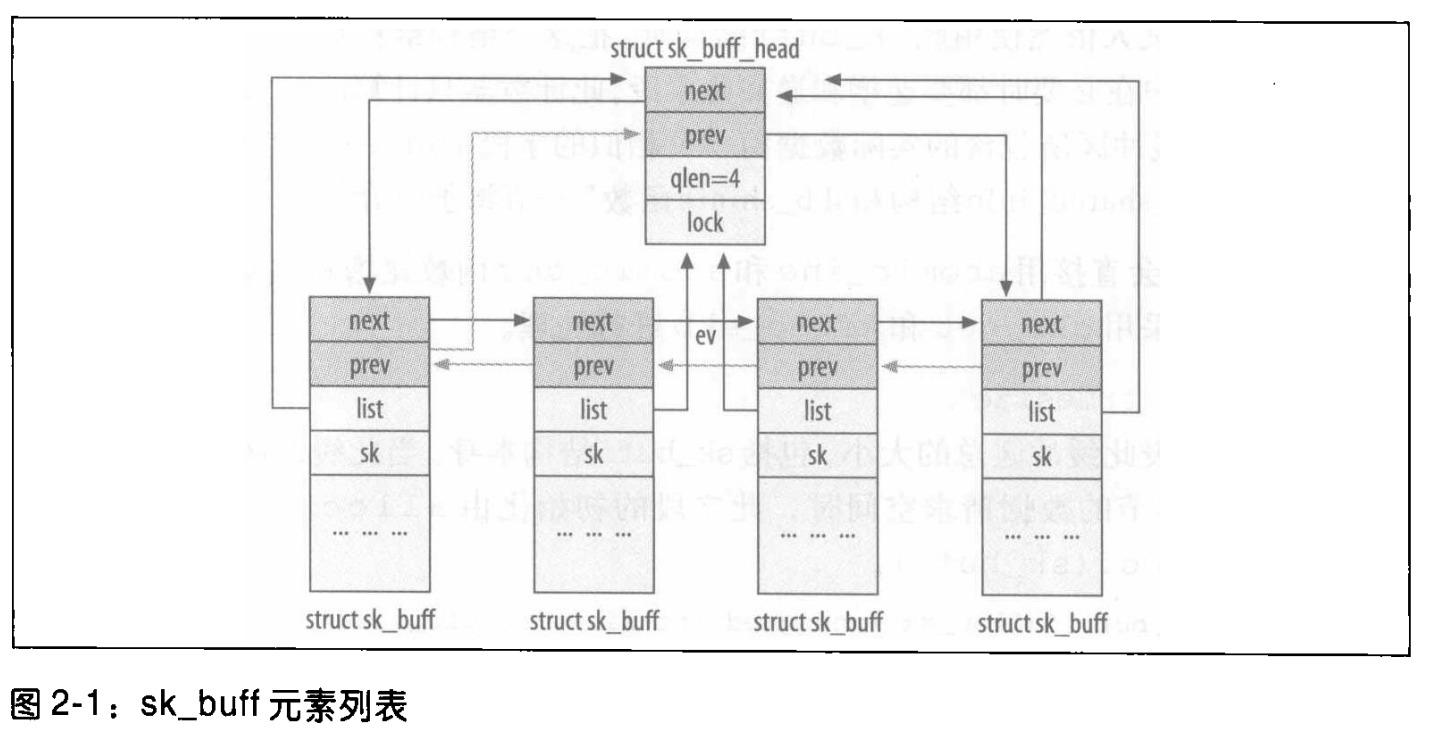 struct sk_buff_head
next
prev
qlen=4
lock
next
prev
list
sk
... ... ...
struct sk_buff
next
prev
list
sk
... ... ...
struct sk_buff
ev
next
prev
list
sk
... ... ...
struct sk_buff
next
prev
list
sk
... ... ...
struct sk_buff
图 2-1：sk_buff 元素列表